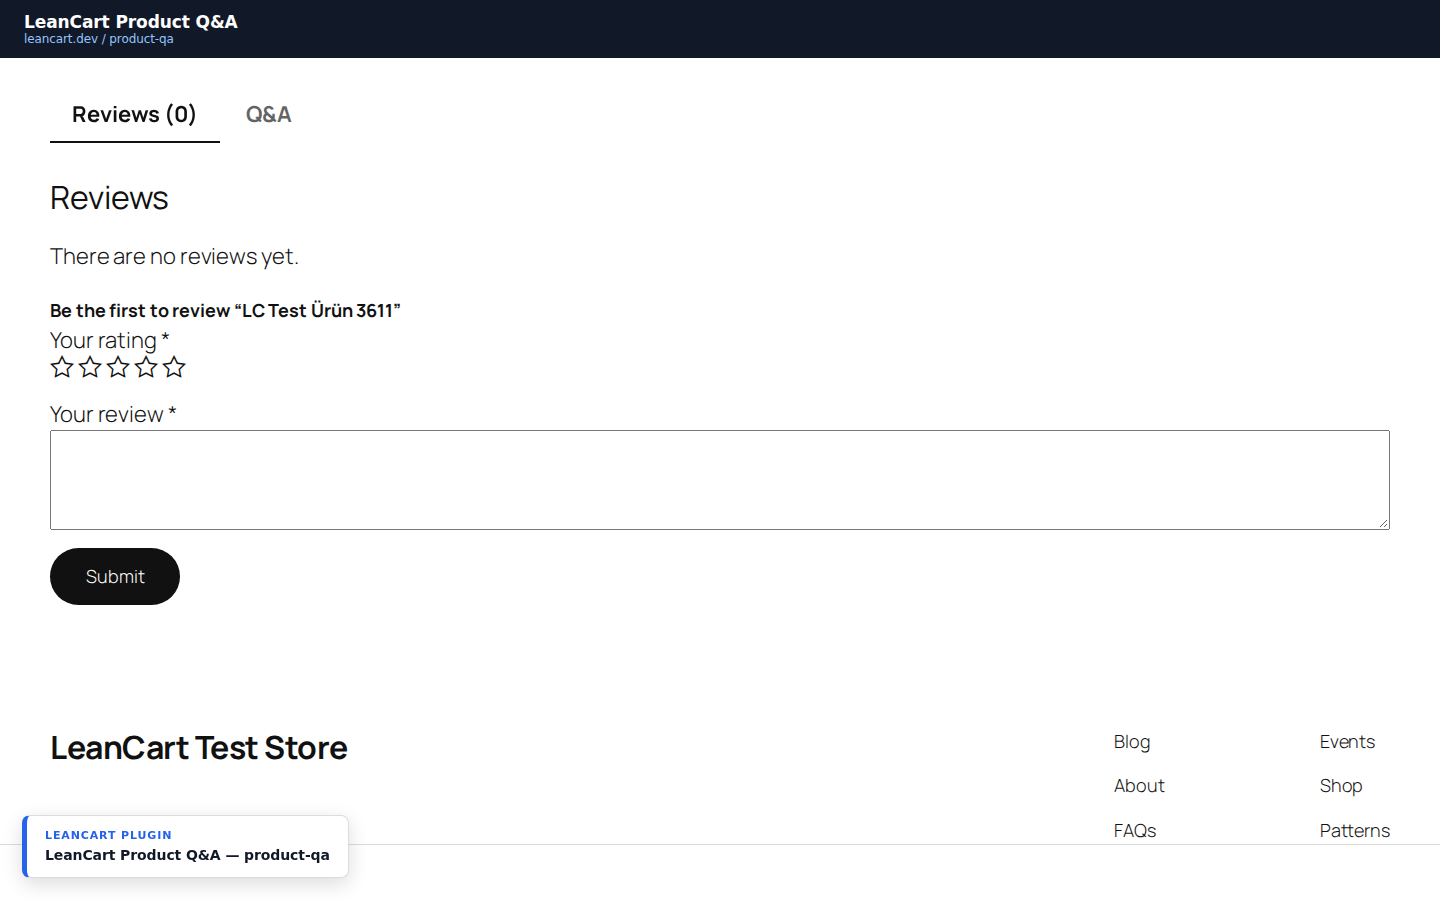 LeanCart Product Q&A
leancart.dev / product-qa
Reviews (0)
Q&A
Reviews
There are no reviews yet.
Be the first to review “LC Test Ürün 3611”
Your rating *
Your review *
Submit
LeanCart Test Store
Blog
Events
About
Shop
FAQs
Patterns
LEANCART PLUGIN
LeanCart Product Q&A — product-qa